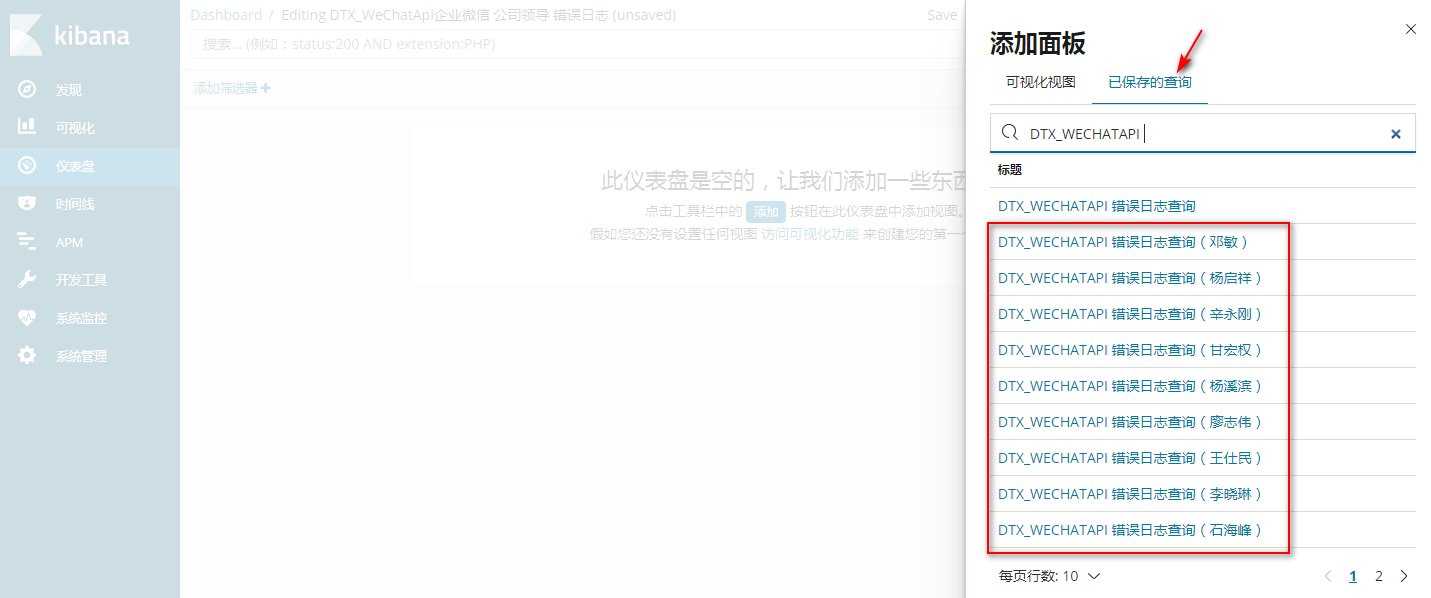 kibana
发现
可视化
仪表盘
时间线
APM
开发工具
系统监控
系统管理
Dashboard / Editing DTX_WeChatApi企业微信 公司领导 错误日志 (unsaved)
Save
搜索... (例如：status:200 AND extension:PHP)
添加筛选器
此仪表盘是空的，让我们添加一些东西
点击工具栏中的 添加 按钮在此仪表盘中添加视图。
假如您还没有设置任何视图 访问可视化功能 来创建您的第一个
添加面板
可视化视图 已保存的查询
DTX_WECHATAPI
标题
DTX_WECHATAPI 错误日志查询
DTX_WECHATAPI 错误日志查询（邓敏）
DTX_WECHATAPI 错误日志查询（杨启祥）
DTX_WECHATAPI 错误日志查询（辛永刚）
DTX_WECHATAPI 错误日志查询（甘宏权）
DTX_WECHATAPI 错误日志查询（杨溪滨）
DTX_WECHATAPI 错误日志查询（廖志伟）
DTX_WECHATAPI 错误日志查询（王仕民）
DTX_WECHATAPI 错误日志查询（李晓琳）
DTX_WECHATAPI 错误日志查询（石海峰）
每页行数: 10
1 2